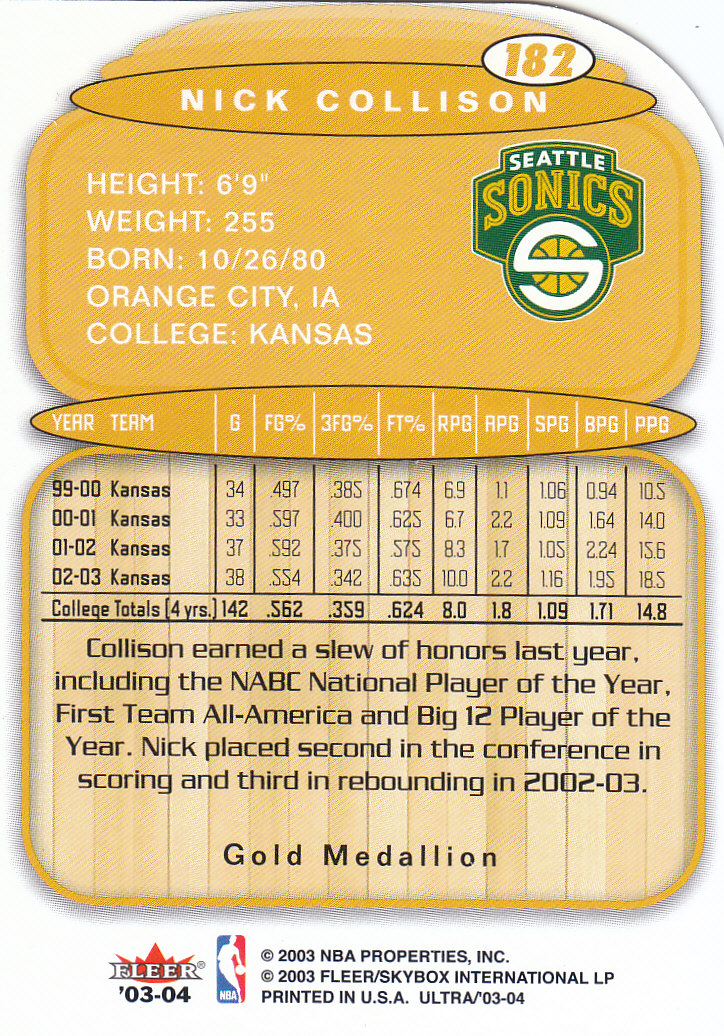 182
NICK COLLISON
SEATTLE
SONICS
S
HEIGHT: 6'9"
WEIGHT: 255
BORN: 10/26/80
ORANGE CITY, IA
COLLEGE: KANSAS
YEAR TEAM G FG% 3FG% FT% RPG APG SPG BPG PPG
99-00 Kansas 34 .497 .385 .674 6.9 1.1 1.06 0.94 10.5
00-01 Kansas 33 .597 .400 .625 6.7 2.2 1.09 1.64 14.0
01-02 Kansas 37 .592 .375 .575 8.3 1.7 1.05 2.24 15.6
02-03 Kansas 38 .554 .342 .635 10.0 2.2 1.16 1.95 18.5
College Totals (4 yrs.) 142 .562 .359 .624 8.0 1.8 1.09 1.71 14.8
Collison earned a slew of honors last year,
including the NABC National Player of the Year,
First Team All-America and Big 12 Player of the
Year. Nick placed second in the conference in
scoring and third in rebounding in 2002-03.
Gold Medallion
FLEER®
'03-04
NBA
© 2003 NBA PROPERTIES, INC.
© 2003 FLEER/SKYBOX INTERNATIONAL LP
PRINTED IN U.S.A. ULTRA/'03-04